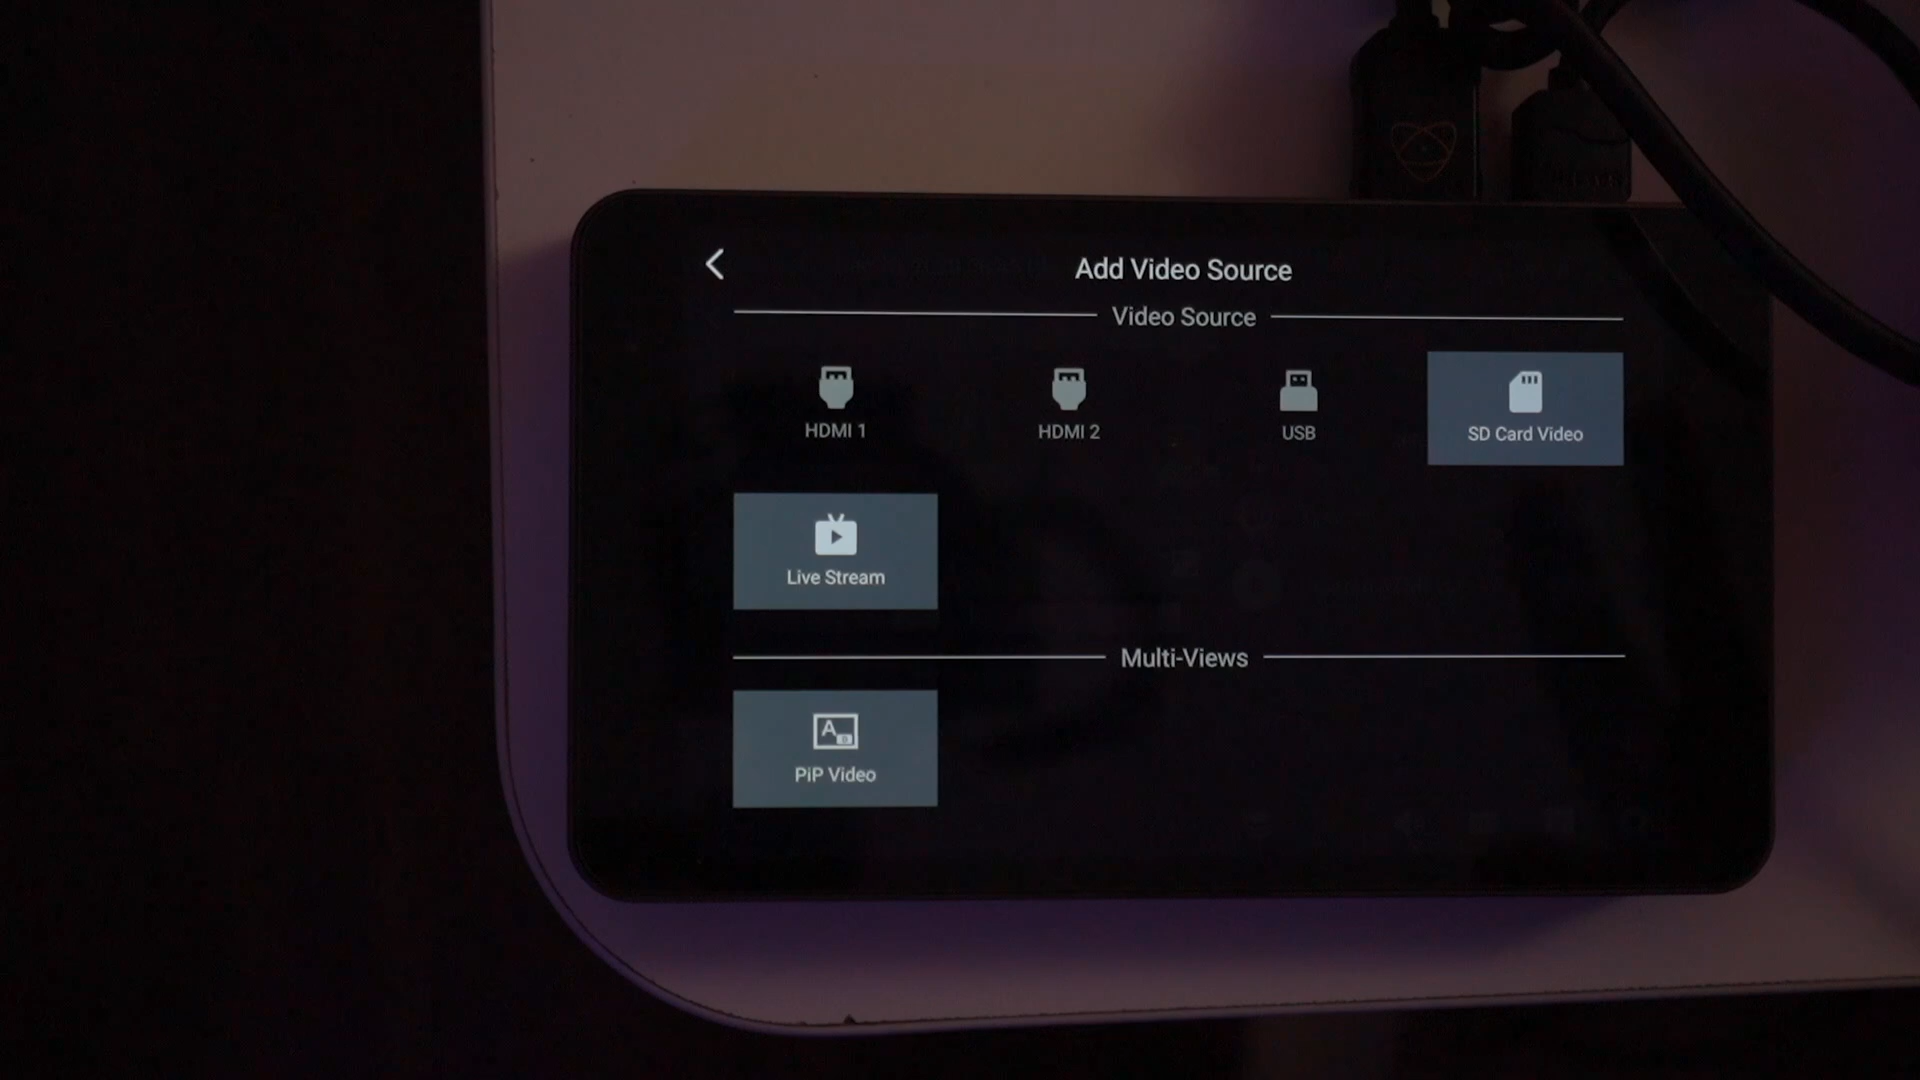 Add Video Source
Video Source
HDMI 1
HDMI 2
USB
SD Card Video
Live Stream
Multi-Views
A
PiP Video